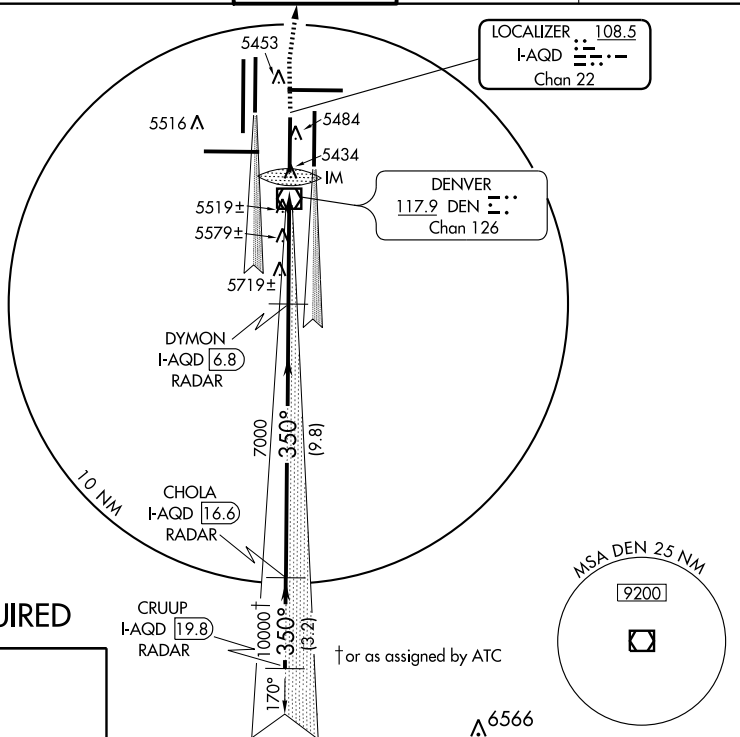 LOCALIZER 108.5
I-AQD
Chan 22
5453
5516
5484
5434
IM
DENVER
117.9 DEN
Chan 126
5519±
5579±
5719±
DYMON
I-AQD 6.8
RADAR
7000
350°
(9.8)
10 NM
CHOLA
I-AQD 16.6
RADAR
MSA DEN 25 NM
9200
UIRED
CRUUP
I-AQD 19.8
RADAR
10000†
350°
(3.2)
†or as assigned by ATC
170°
6566